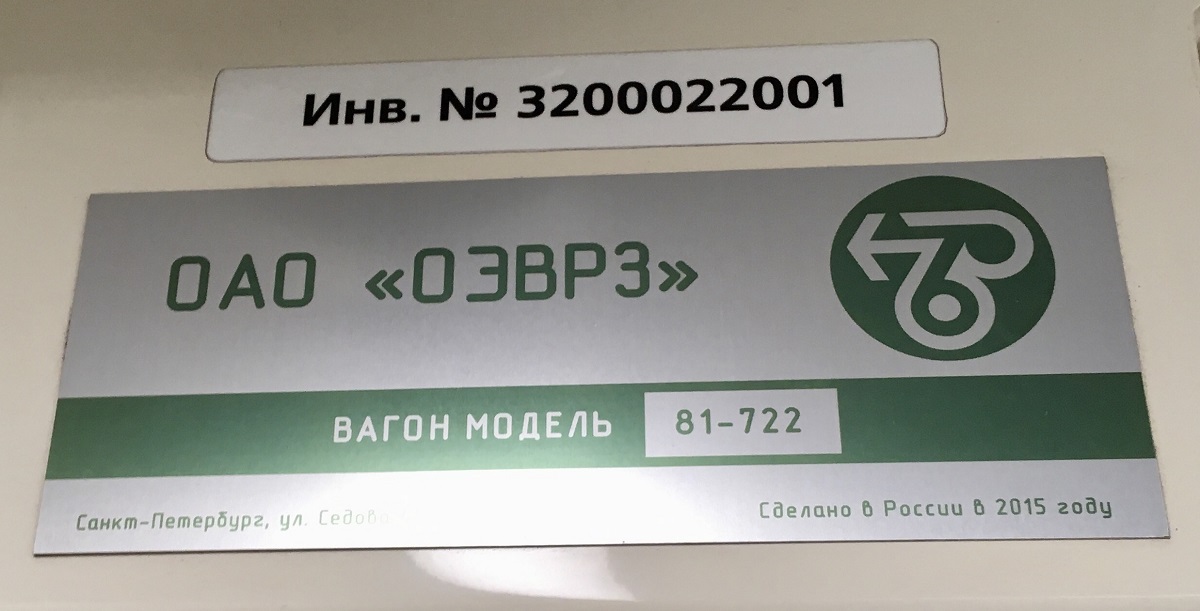 Инв. № 3200022001
ОАО «ОЭВРЗ»
ВАГОН МОДЕЛЬ 81-722
Санкт-Петербург, ул. Седова
Сделано в России в 2015 году